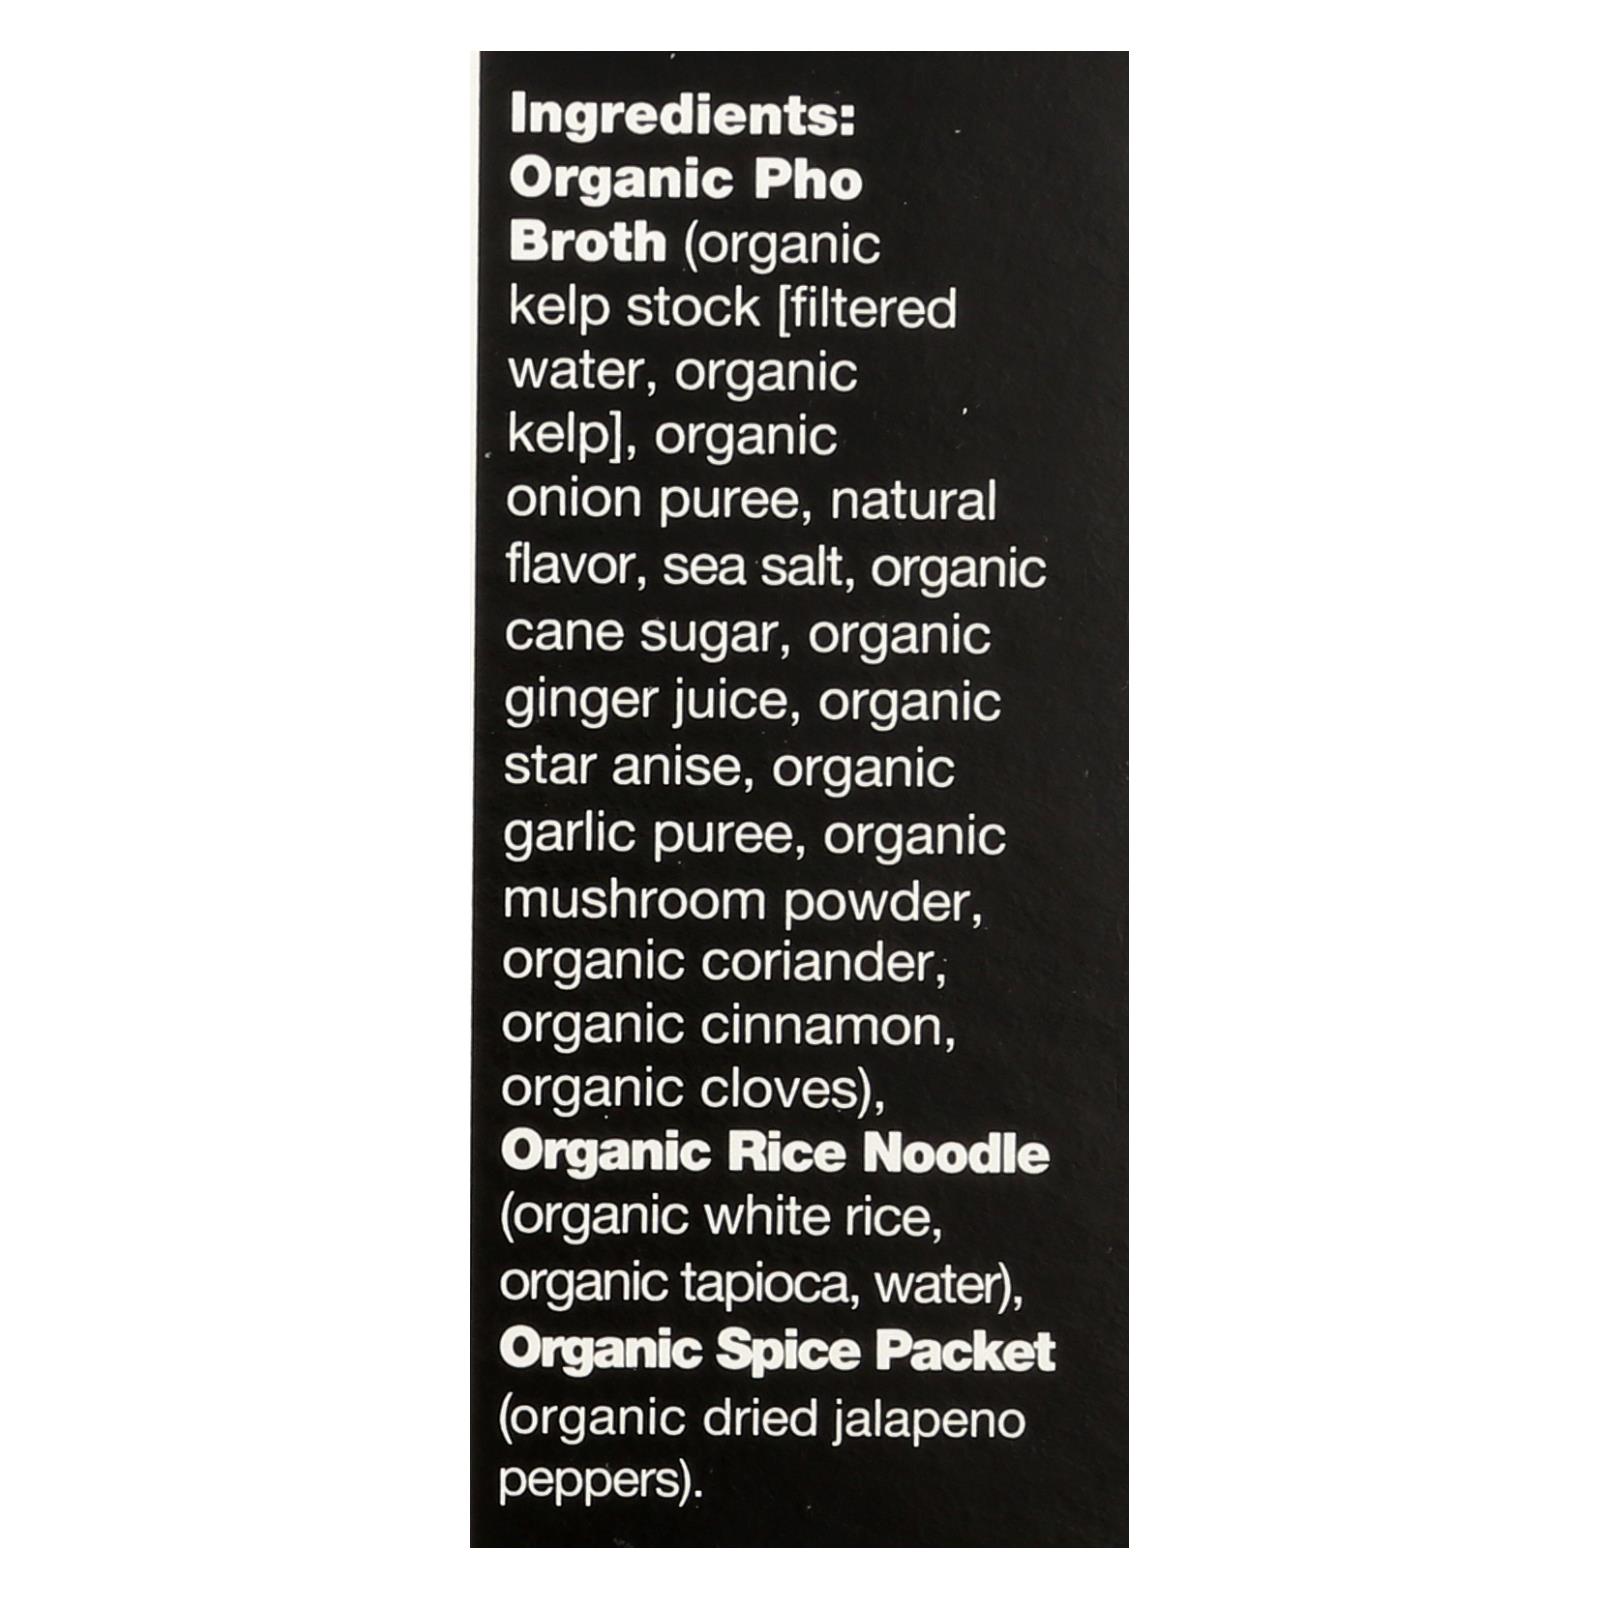 Ingredients:
Organic Pho
Broth (organic
kelp stock [filtered
water, organic
kelp], organic
onion puree, natural
flavor, sea salt, organic
cane sugar, organic
ginger juice, organic
star anise, organic
garlic puree, organic
mushroom powder,
organic coriander,
organic cinnamon,
organic cloves),
Organic Rice Noodle
(organic white rice,
organic tapioca, water),
Organic Spice Packet
(organic dried jalapeno
peppers).